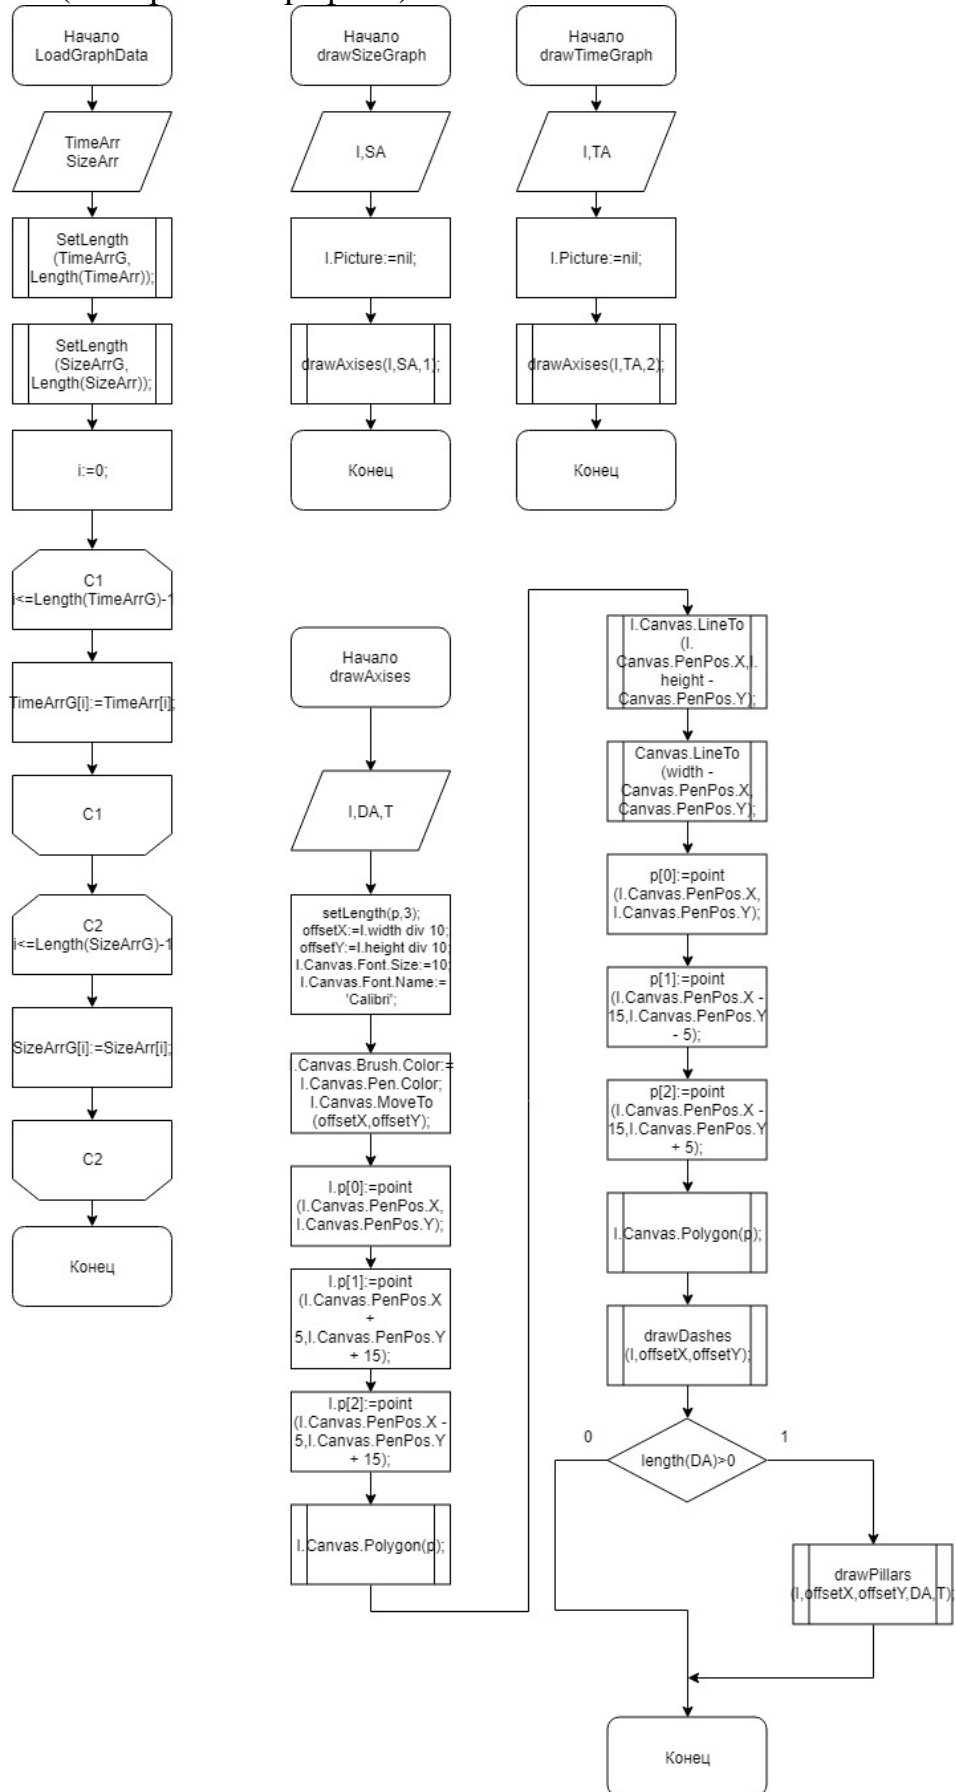 Начало
LoadGraphData
TimeArr
SizeArr
SetLength
(TimeArrG,
Length(TimeArr));
SetLength
(SizeArrG,
Length(SizeArr));
i:=0;
C1
i<=Length(TimeArrG)-1
TimeArrG[i]:=TimeArr[i];
C1
C2
i<=Length(SizeArrG)-1
SizeArrG[i]:=SizeArr[i];
C2
Конец
Начало
drawSizeGraph
I,SA
I.Picture:=nil;
drawAxises(I,SA,1);
Конец
Начало
drawTimeGraph
I,TA
I.Picture:=nil;
drawAxises(I,TA,2);
Конец
Начало
drawAxises
I,DA,T
setLength(p,3);
offsetX:=I.width div 10;
offsetY:=I.height div 10;
I.Canvas.Font.Size:=10;
I.Canvas.Font.Name:=
'Calibri';
I.Canvas.Brush.Color:=
I.Canvas.Pen.Color;
I.Canvas.MoveTo
(offsetX,offsetY);
I.p[0]:=point
(I.Canvas.PenPos.X,
I.Canvas.PenPos.Y);
I.p[1]:=point
(I.Canvas.PenPos.X
+
5,I.Canvas.PenPos.Y
+ 15);
I.p[2]:=point
(I.Canvas.PenPos.X -
5,I.Canvas.PenPos.Y
+ 15);
I.Canvas.Polygon(p);
I.Canvas.LineTo
(I.
Canvas.PenPos.X,I.
height -
Canvas.PenPos.Y);
Canvas.LineTo
(width -
Canvas.PenPos.X,
Canvas.PenPos.Y);
p[0]:=point
(I.Canvas.PenPos.X,
I.Canvas.PenPos.Y);
p[1]:=point
(I.Canvas.PenPos.X -
15,I.Canvas.PenPos.Y
- 5);
p[2]:=point
(I.Canvas.PenPos.X -
15,I.Canvas.PenPos.Y
+ 5);
I.Canvas.Polygon(p);
drawDashes
(I,offsetX,offsetY);
0
1
length(DA)>0
drawPillars
(I,offsetX,offsetY,DA,T);
Конец